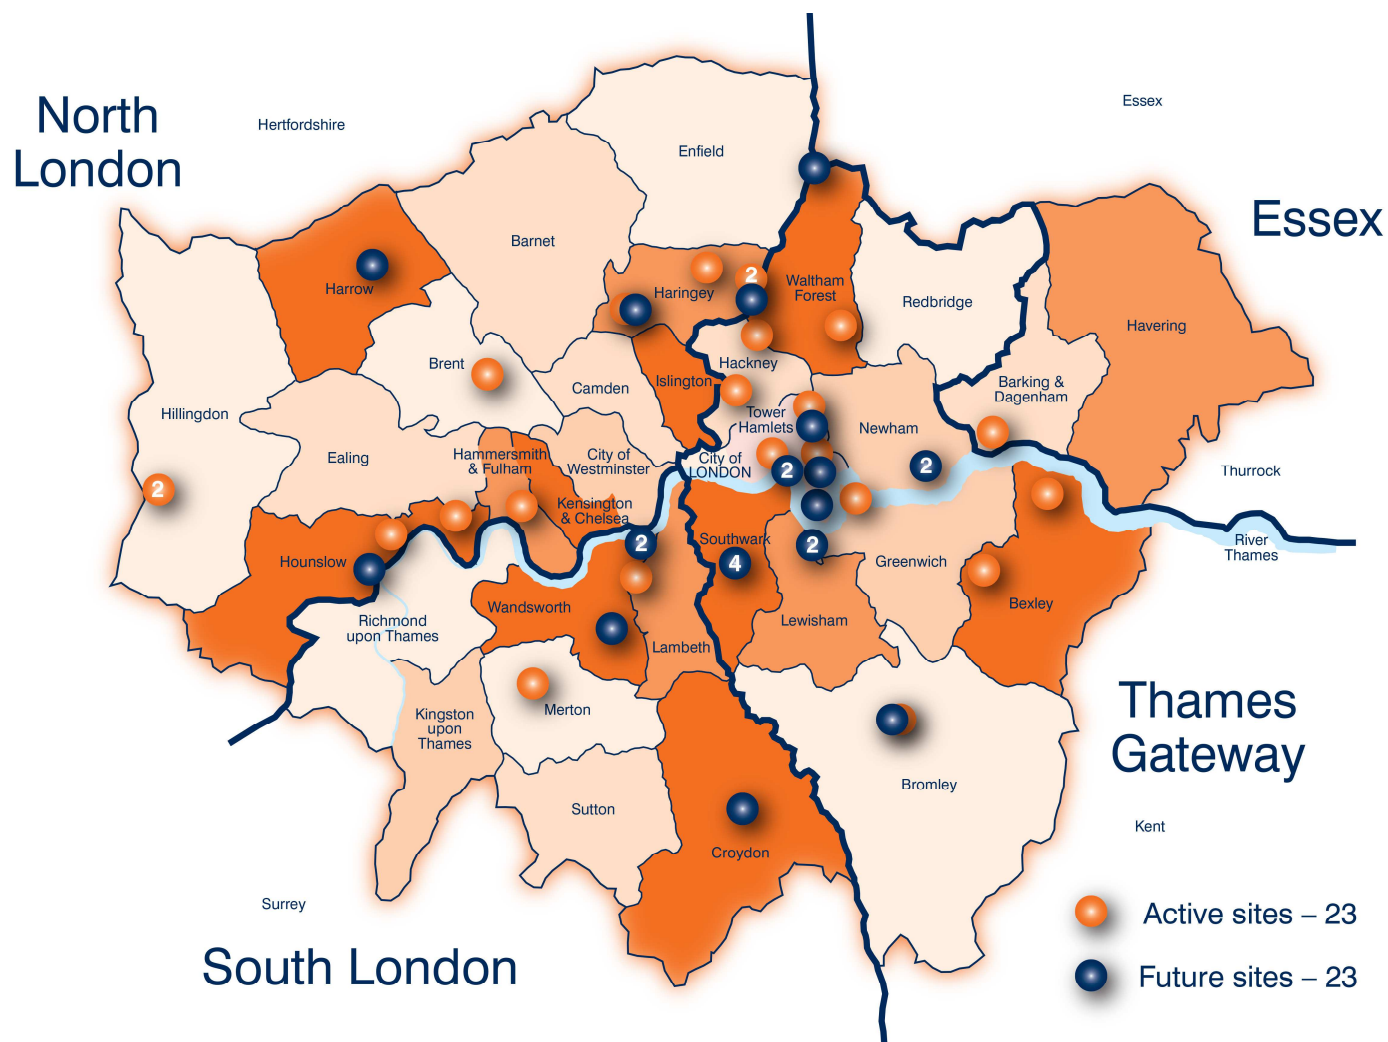 North
London
Hertfordshire
Essex
Enfield
Essex
Barnet
Harrow
Haringey
2
Waltham
Forest
Redbridge
Havering
Brent
Hackney
Camden
Islington
Barking &
Dagenham
Hillingdon
Tower
Hamlets
Newham
Ealing
Hammersmith
& Fulham
City of
Westminster
City of
LONDON
2
2
Thurrock
2
Kensington
& Chelsea
River
Thames
Hounslow
2
Southwark
4
2
Greenwich
Wandsworth
Bexley
Richmond
upon Thames
Lewisham
Lambeth
Merton
Kingston
upon
Thames
Thames
Gateway
Bromley
Sutton
Croydon
Kent
Surrey
South London
Active sites – 23
Future sites – 23